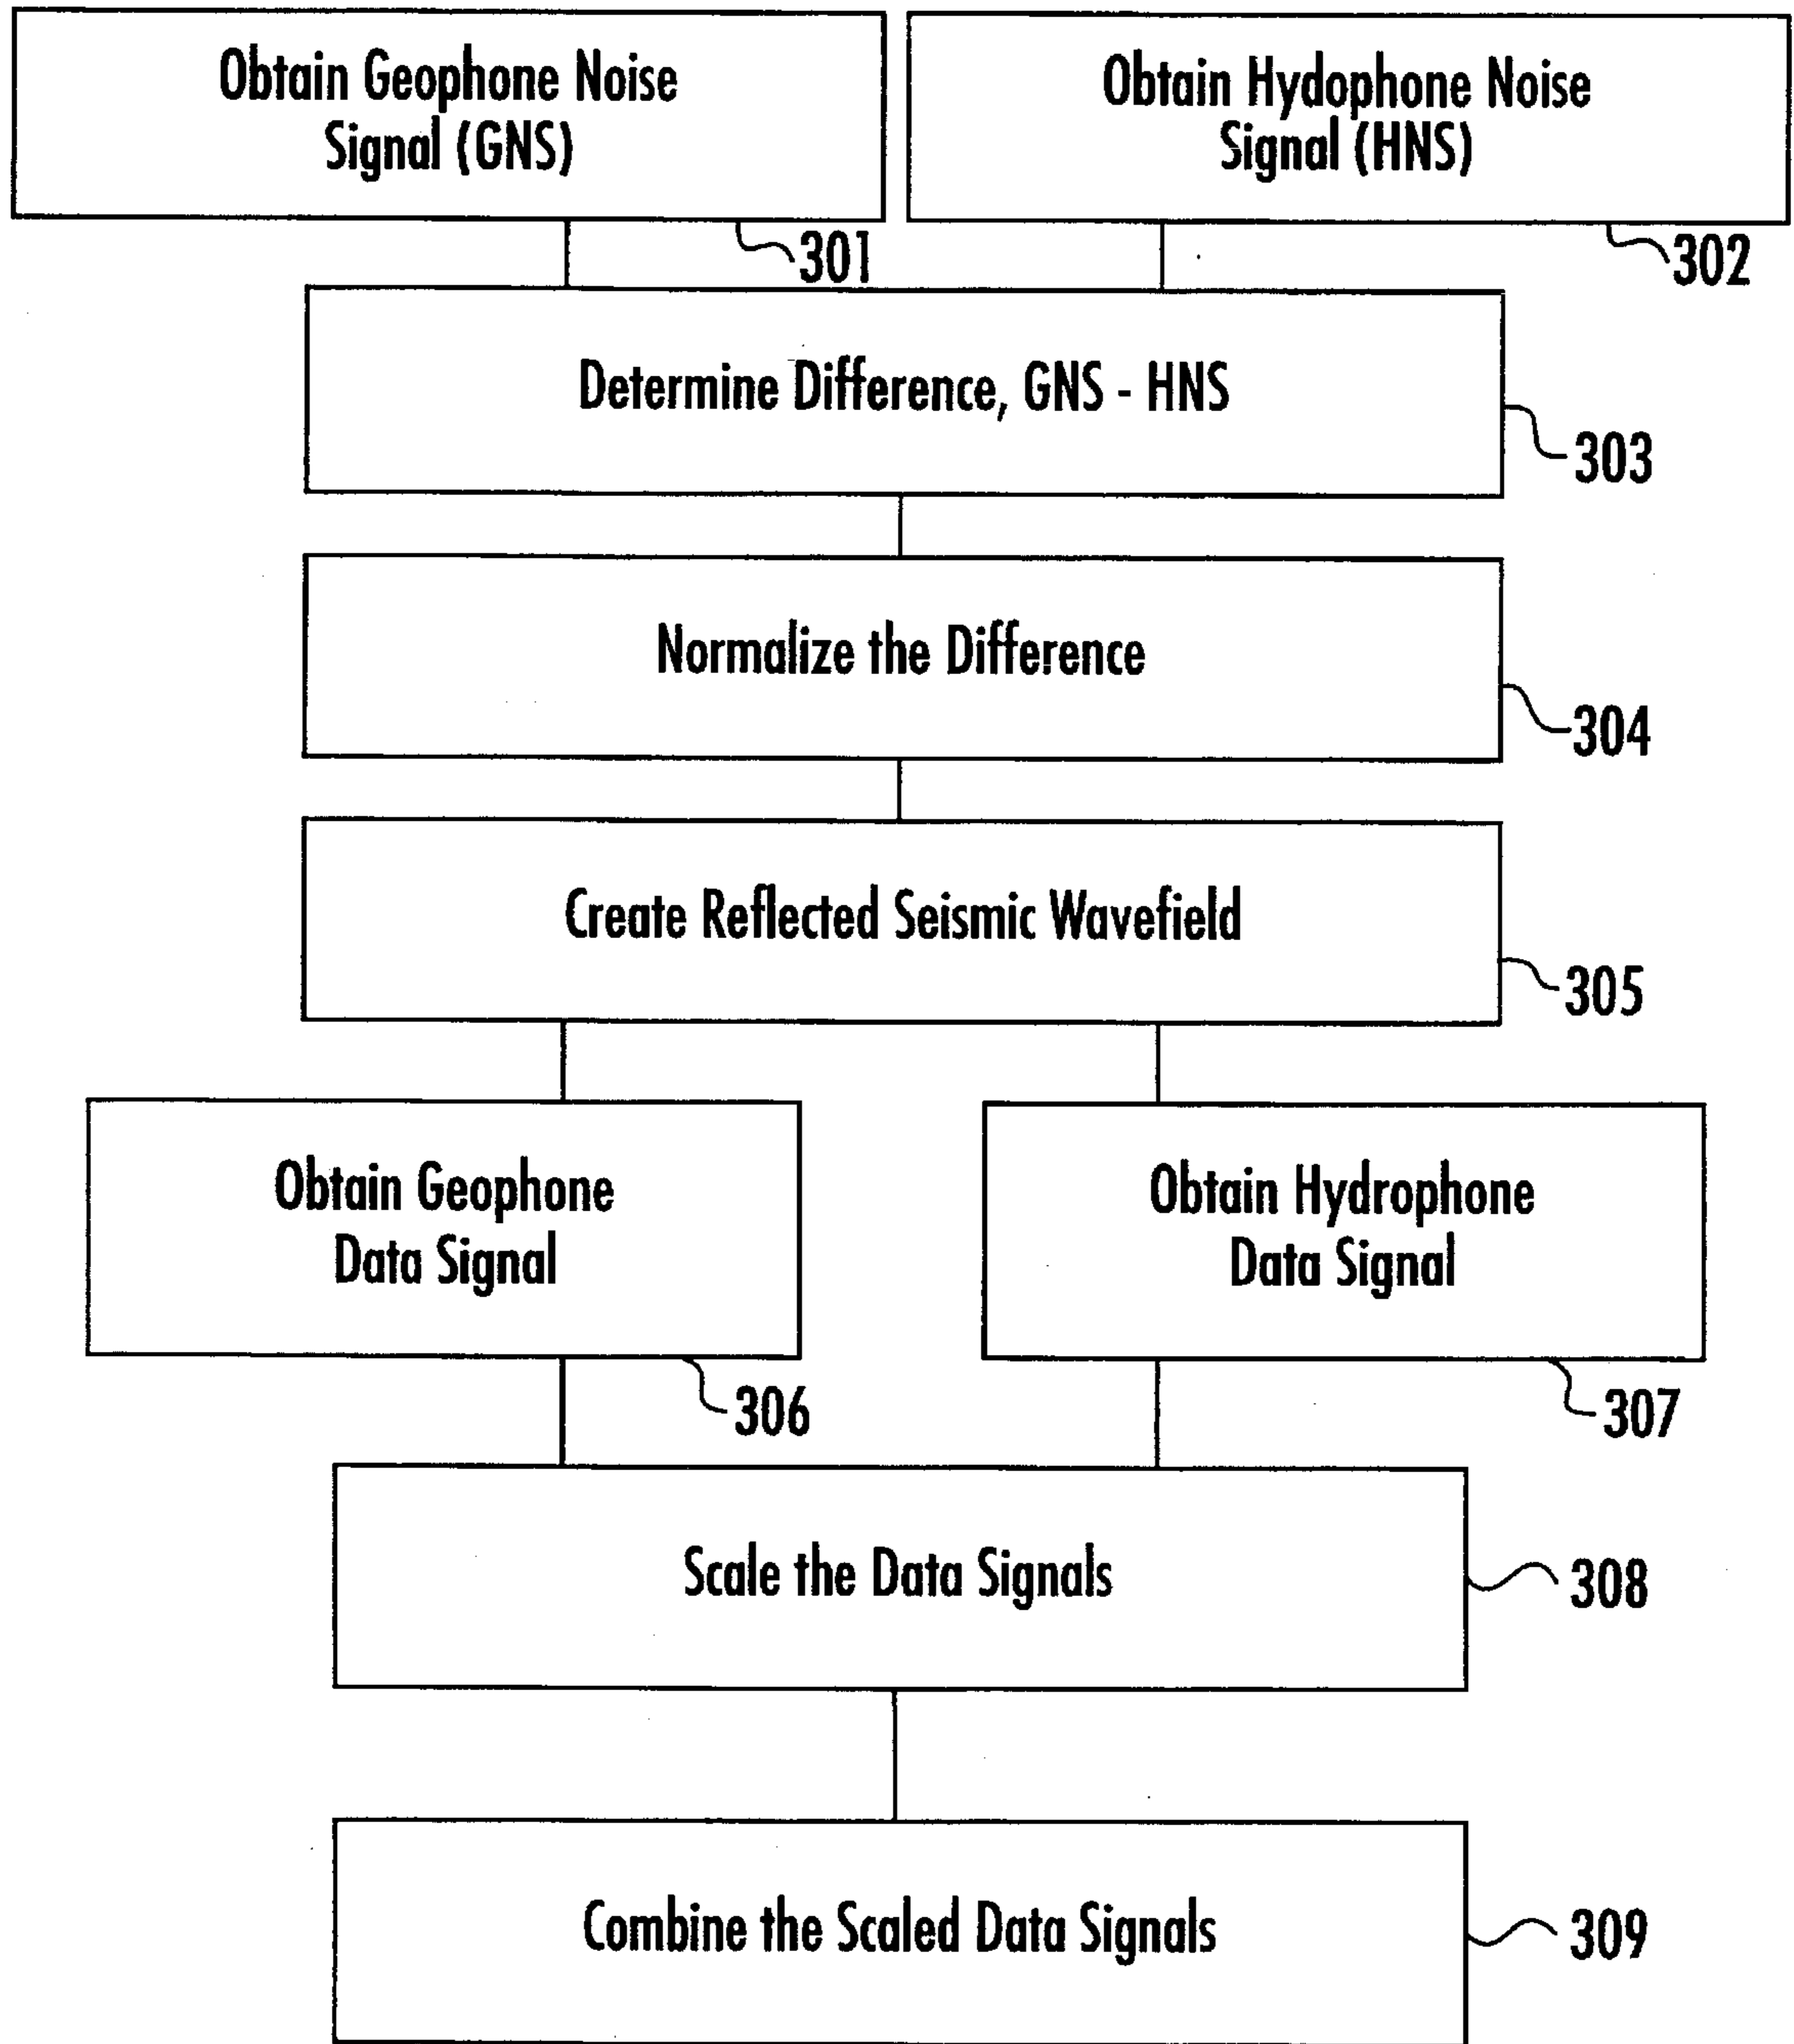 Obtain Geophone Noise
Signal (GNS)
301
Obtain Hydophone Noise
Signal (HNS)
302
Determine Difference, GNS - HNS
303
Normalize the Difference
304
Create Reflected Seismic Wavefield
305
Obtain Geophone
Data Signal
306
Obtain Hydrophone
Data Signal
307
Scale the Data Signals
308
Combine the Scaled Data Signals
309